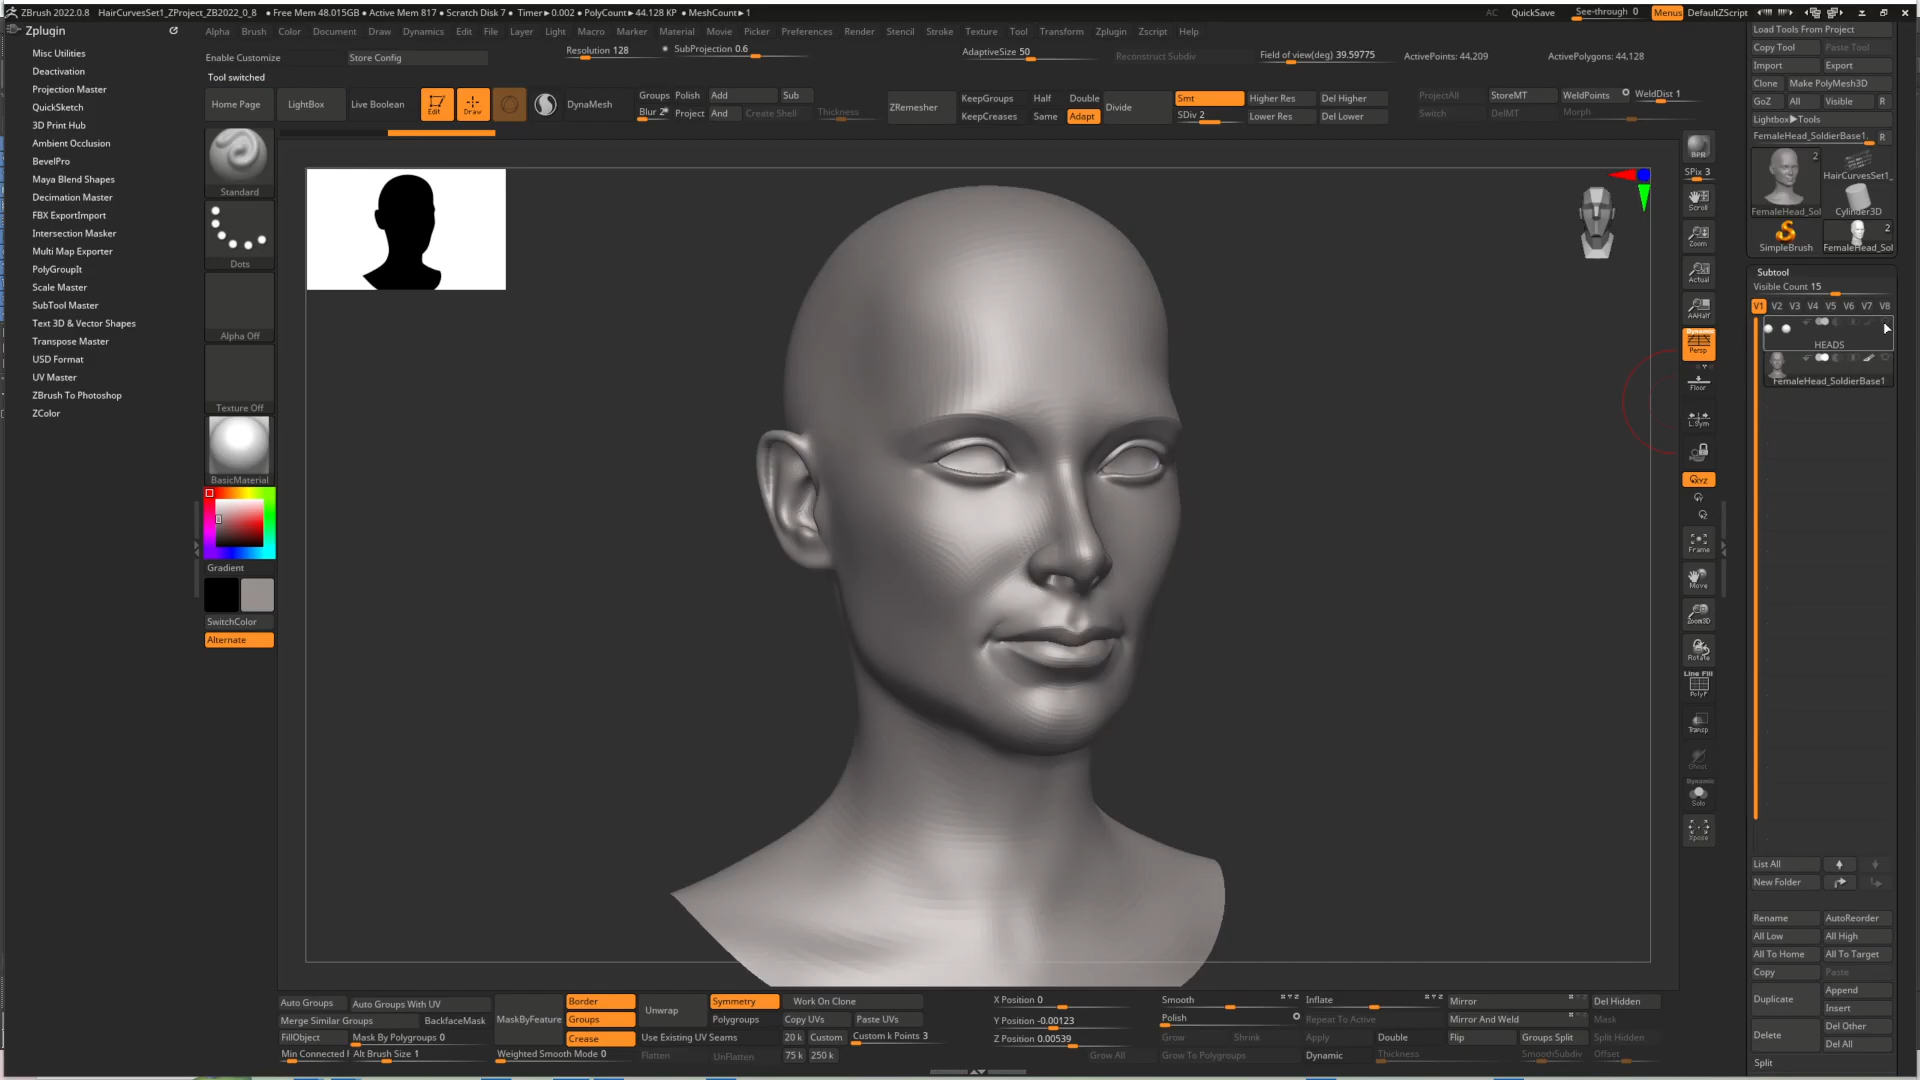 ZBrush 2022.0.8 HairCurvesSet1_ZProject_ZB2022_0_8 • Free Mem 48.015GB • Active Mem 817 • Scratch Disk 7 • Timer▸0.002 • PolyCount▸44.128 KP • MeshCount▸1
AC QuickSave See-through 0 Menus DefaultZScript
Zplugin
Alpha Brush Color Document Draw Dynamics Edit File Layer Light Macro Marker Material Movie Picker Preferences Render Stencil Stroke Texture Tool Transform Zplugin Zscript Help
Enable Customize Store Config Resolution 128 SubProjection 0.6 AdaptiveSize 50 Reconstruct Subdiv Field of view(deg) 39.59775 ActivePoints: 44,209 ActivePolygons: 44,128
Tool switched
Home Page LightBox Live Boolean Edit Draw DynaMesh
Groups Polish Add Sub
Blur 2 Project And Create Shell Thickness
ZRemesher
KeepGroups Half Double
KeepCreases Same Adapt
Divide
Smt Higher Res Del Higher
SDiv 2 Lower Res Del Lower
ProjectAll StoreMT WeldPoints WeldDist 1
Switch DelMT Morph
Misc Utilities
Deactivation
Projection Master
QuickSketch
3D Print Hub
Ambient Occlusion
BevelPro
Maya Blend Shapes
Decimation Master
FBX ExportImport
Intersection Masker
Multi Map Exporter
PolyGroupIt
Scale Master
SubTool Master
Text 3D & Vector Shapes
Transpose Master
USD Format
UV Master
ZBrush To Photoshop
ZColor
Standard
Dots
Alpha Off
Texture Off
BasicMaterial
Gradient
SwitchColor
Alternate
BPR
SPix 3
Scroll
Zoom
Actual
AAHalf
Dynamic
Persp
Floor
L.Sym
XYZ
Frame
Move
Zoom3D
Rotate
Line Fill
PolyF
Transp
Ghost
Dynamic
Solo
Xpose
Load Tools From Project
Copy Tool Paste Tool
Import Export
Clone Make PolyMesh3D
GoZ All Visible R
Lightbox▸Tools
FemaleHead_SoldierBase1. R
2
HairCurvesSet1_
FemaleHead_Sol Cylinder3D
2
SimpleBrush FemaleHead_Sol
Subtool
Visible Count 15
V1 V2 V3 V4 V5 V6 V7 V8
HEADS
FemaleHead_SoldierBase1
List All
New Folder
Rename AutoReorder
All Low All High
All To Home All To Target
Copy Paste
Duplicate Append
Insert
Delete Del Other
Del All
Split
Auto Groups Auto Groups With UV
Merge Similar Groups BackfaceMask
FillObject Mask By Polygroups 0
Min Connected Alt Brush Size 1
MaskByFeature
Border
Groups
Crease
Weighted Smooth Mode 0
Unwrap
Symmetry Work On Clone
Polygroups Copy UVs Paste UVs
Use Existing UV Seams 20 k Custom Custom k Points 3
Flatten UnFlatten 75 k 250 k
X Position 0
Y Position -0.00123
Z Position 0.00539
Grow All
Smooth Inflate Mirror Del Hidden
Polish Repeat To Active Mirror And Weld Mask
Grow Shrink Apply Double Flip Groups Split Split Hidden
Grow To Polygroups Dynamic Thickness SmoothSubdiv Offset